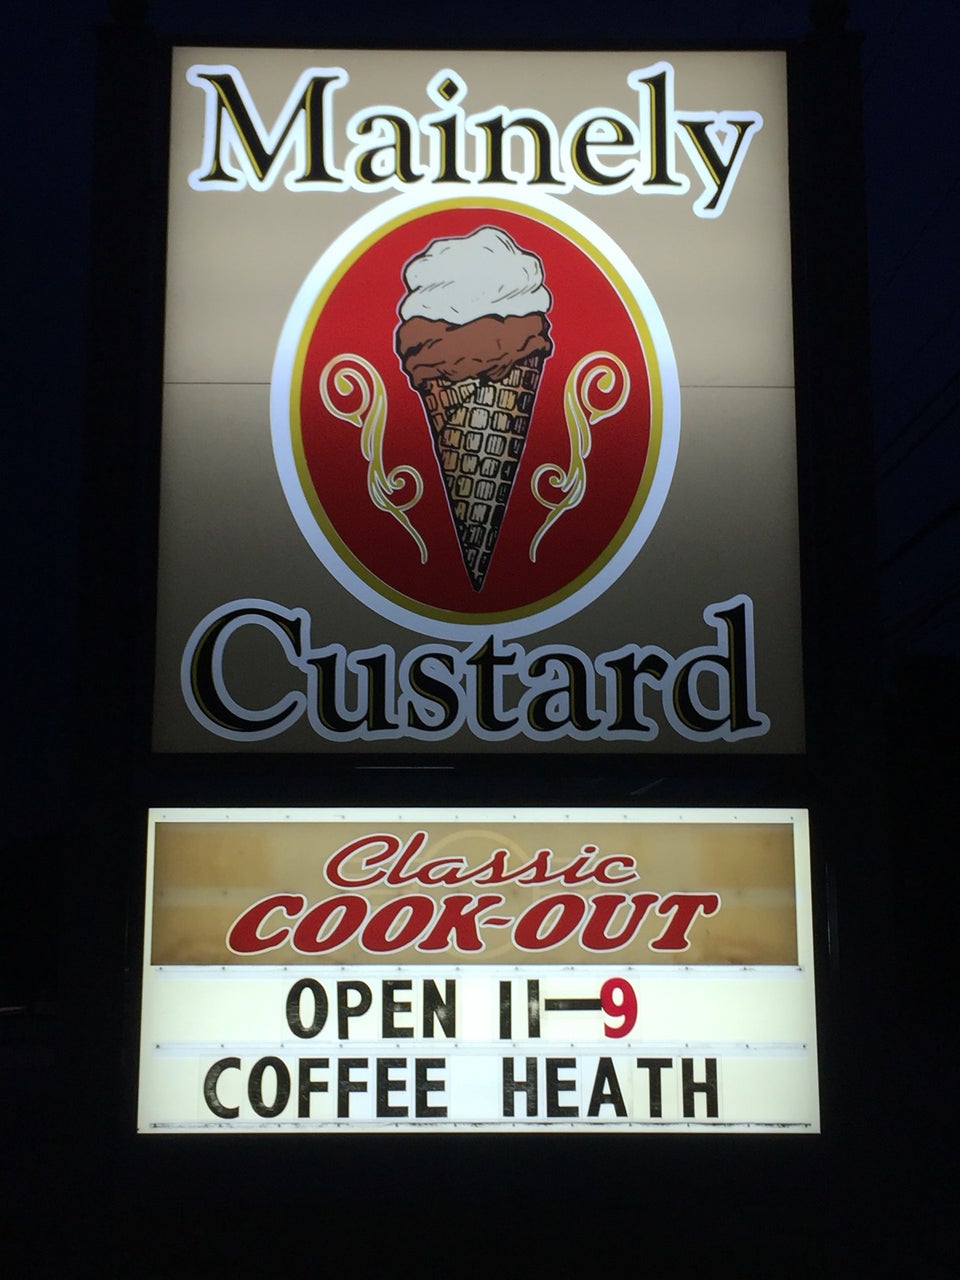 Mainely
Custard
Classic
COOK-OUT
OPEN 11-9
COFFEE HEATH